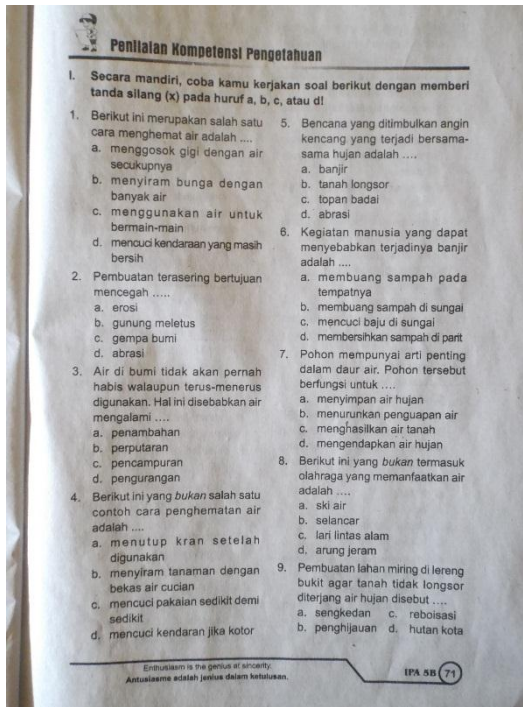 Penilaian Kompetensi Pengetahuan
I. Secara mandiri, coba kamu kerjakan soal berikut dengan memberi
tanda silang (x) pada huruf a, b, c, atau d!
1. Berikut ini merupakan salah satu
cara menghemat air adalah ....
a. menggosok gigi dengan air
secukupnya
b. menyiram bunga dengan
banyak air
c. menggunakan air untuk
bermain-main
d. mencuci kendaraan yang masih
bersih
2. Pembuatan terasering bertujuan
mencegah .....
a. erosi
b. gunung meletus
c. gempa bumi
d. abrasi
3. Air di bumi tidak akan pernah
habis walaupun terus-menerus
digunakan. Hal ini disebabkan air
mengalami ....
a. penambahan
b. perputaran
c. pencampuran
d. pengurangan
4. Berikut ini yang bukan salah satu
contoh cara penghematan air
adalah ....
a. menutup kran setelah
digunakan
b. menyiram tanaman dengan
bekas air cucian
c. mencuci pakaian sedikit demi
sedikit
d. mencuci kendaran jika kotor
5. Bencana yang ditimbulkan angin
kencang yang terjadi bersama-
sama hujan adalah ....
a. banjir
b. tanah longsor
c. topan badai
d. abrasi
6. Kegiatan manusia yang dapat
menyebabkan terjadinya banjir
adalah ....
a. membuang sampah pada
tempatnya
b. membuang sampah di sungai
c. mencuci baju di sungai
d. membersihkan sampah di parit
7. Pohon mempunyai arti penting
dalam daur air. Pohon tersebut
berfungsi untuk ....
a. menyimpan air hujan
b. menurunkan penguapan air
c. menghasilkan air tanah
d. mengendapkan air hujan
8. Berikut ini yang bukan termasuk
olahraga yang memanfaatkan air
adalah ....
a. ski air
b. selancar
c. lari lintas alam
d. arung jeram
9. Pembuatan lahan miring di lereng
bukit agar tanah tidak longsor
diterjang air hujan disebut ....
a. sengkedan c. reboisasi
b. penghijauan d. hutan kota
Enthusiasm is the genius of sincerity.
Antusiasme adalah jenius dalam ketulusan.
IPA 5B 71